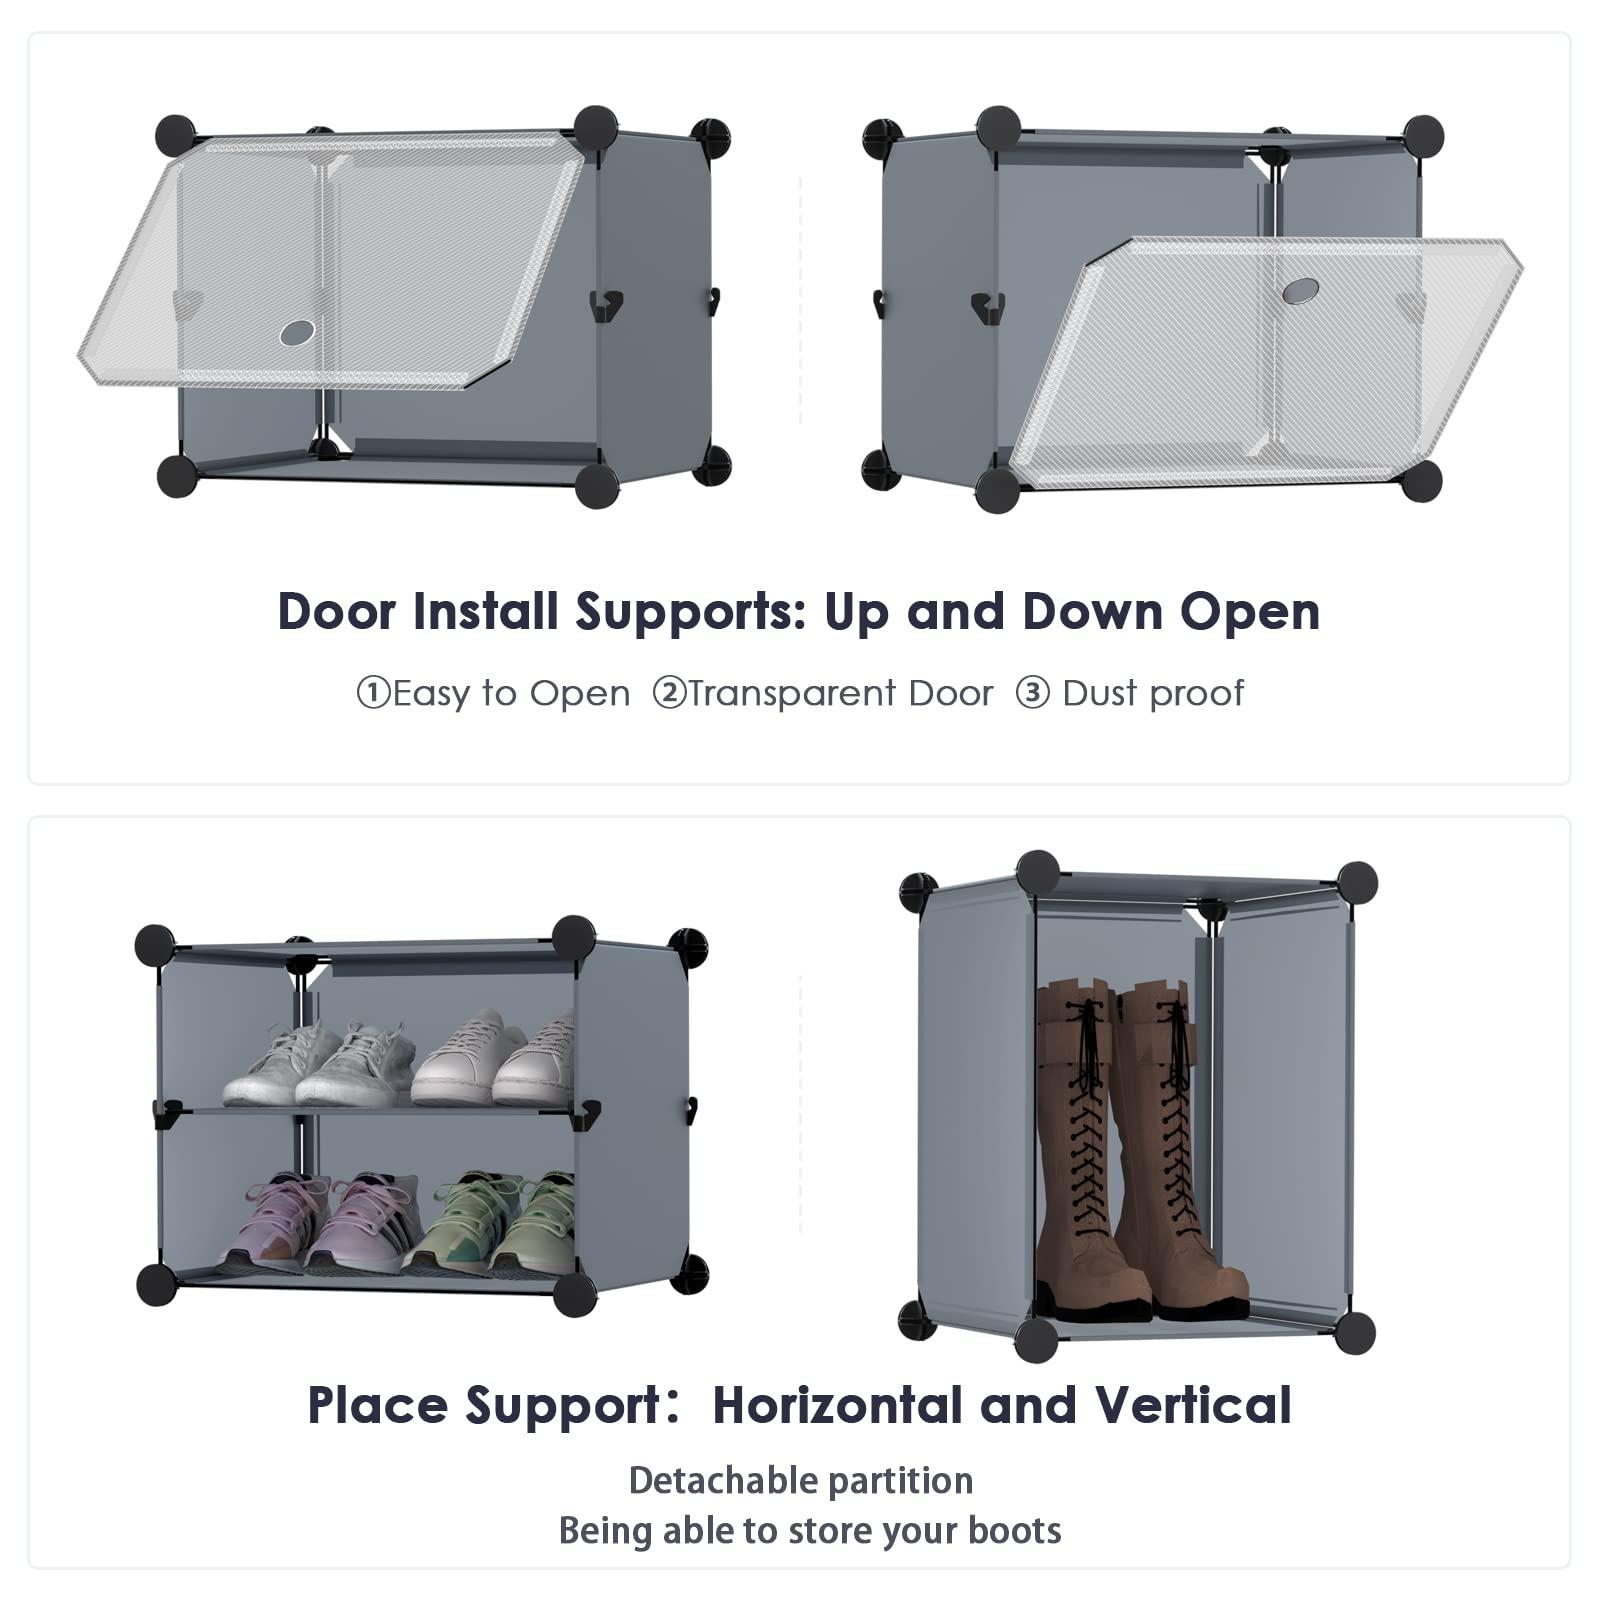 Door Install Supports: Up and Down Open
①Easy to Open ②Transparent Door ③ Dust proof
Place Support：Horizontal and Vertical
Detachable partition
Being able to store your boots